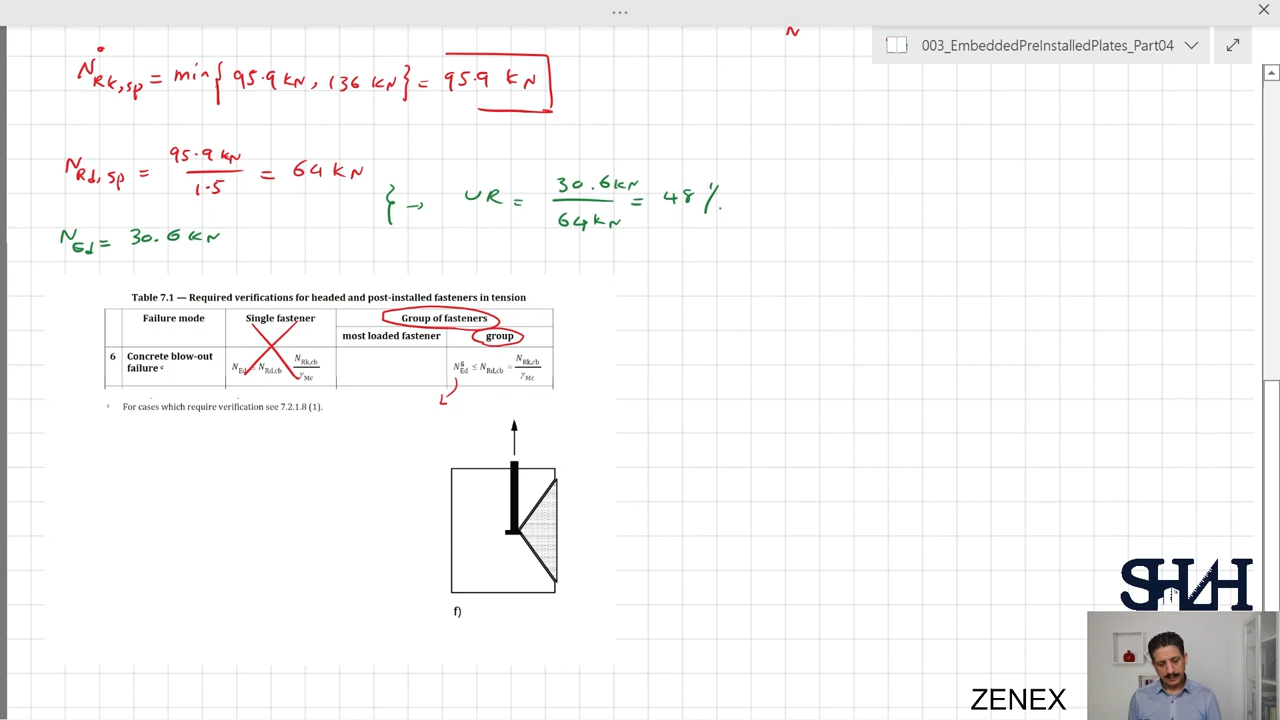 003_EmbeddedPreInstalledPlates_Part04
N
N°Rk,sp = min{ 95.9 kN, 136 kN } = 95.9 kN
NRd,sp = 95.9 kN / 1.5 = 64 kN
} → UR = 30.6 kN / 64 kN = 48 %
NEd = 30.6 kN
Table 7.1 — Required verifications for headed and post-installed fasteners in tension
Failure mode Single fastener Group of fasteners
most loaded fastener group
6 Concrete blow-out failure c NEd ≤ NRd,cb = NRk,cb / γMc NgEd ≤ NRd,cb = NRk,cb / γMc
c For cases which require verification see 7.2.1.8 (1).
f)
SHZH
ZENEX